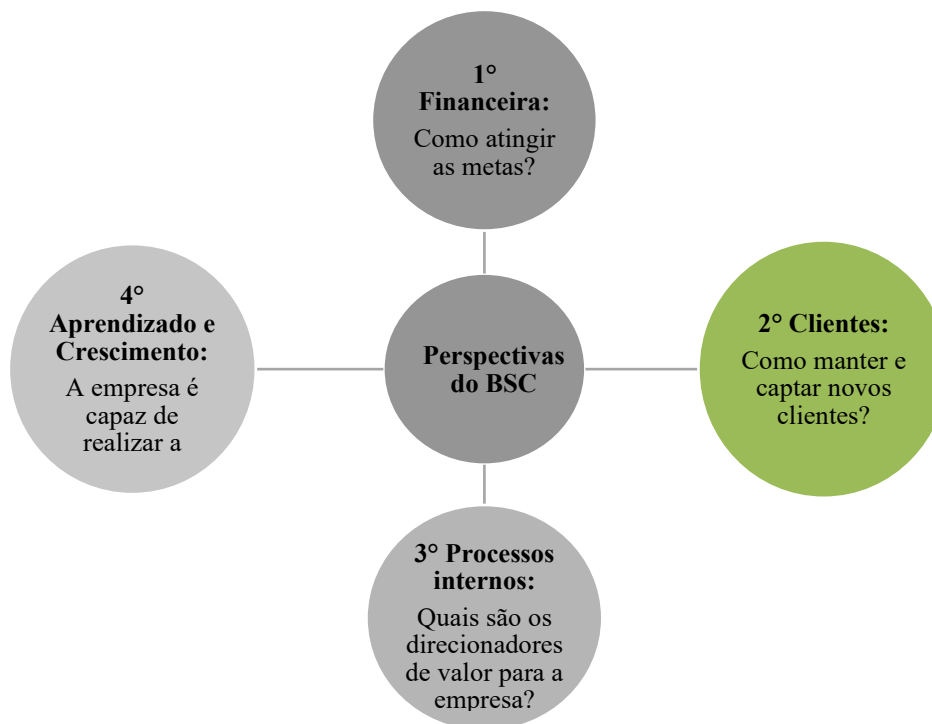 1°
Financeira:
Como atingir
as metas?
4°
Aprendizado e
Crescimento:
A empresa é
capaz de
realizar a
Perspectivas
do BSC
2° Clientes:
Como manter e
captar novos
clientes?
3° Processos
internos:
Quais são os
direcionadores
de valor para a
empresa?